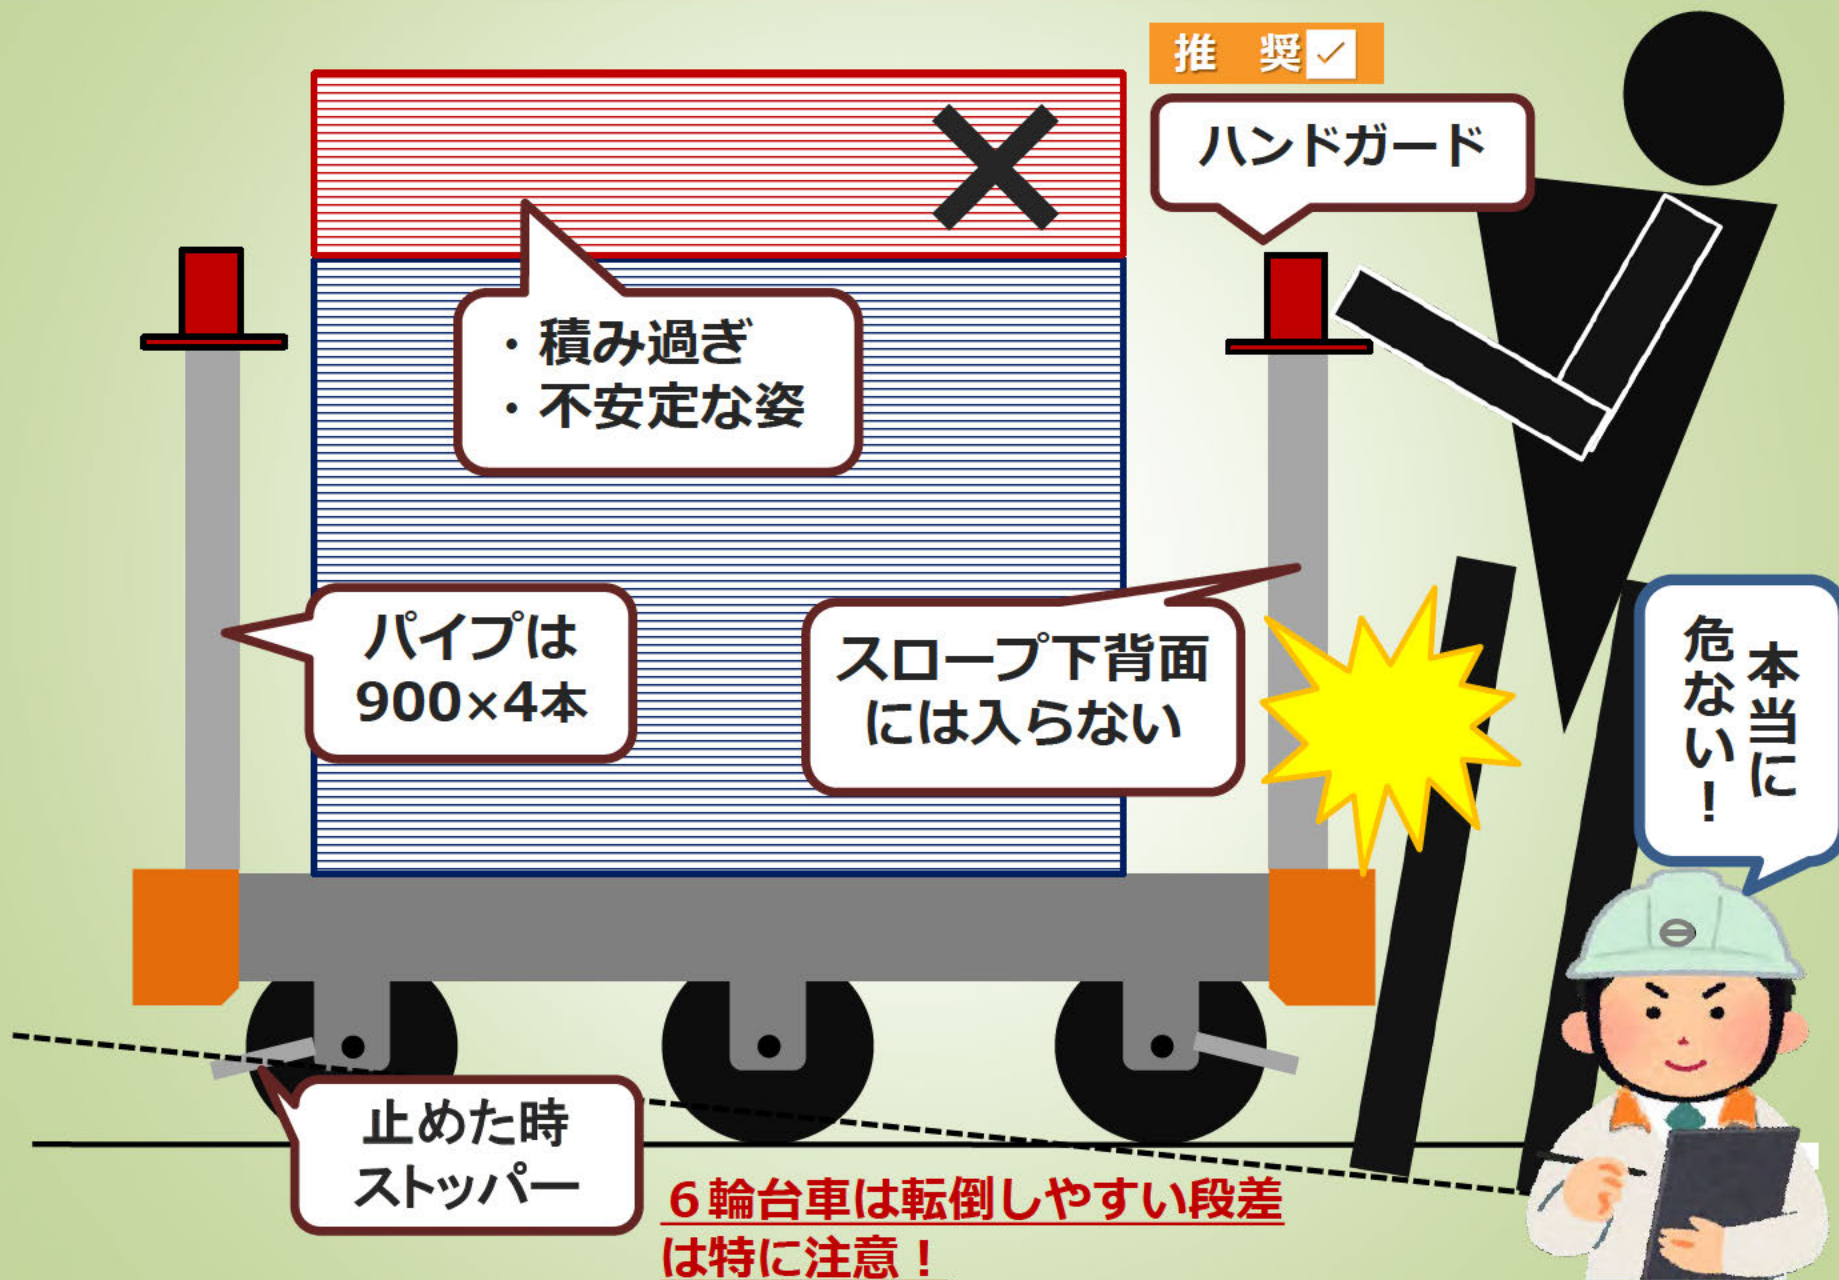 推　奨
ハンドガード
・積み過ぎ
・不安定な姿
パイプは
900×4本
スロープ下背面
には入らない
本当に
危ない！
止めた時
ストッパー
６輪台車は転倒しやすい段差
は特に注意！